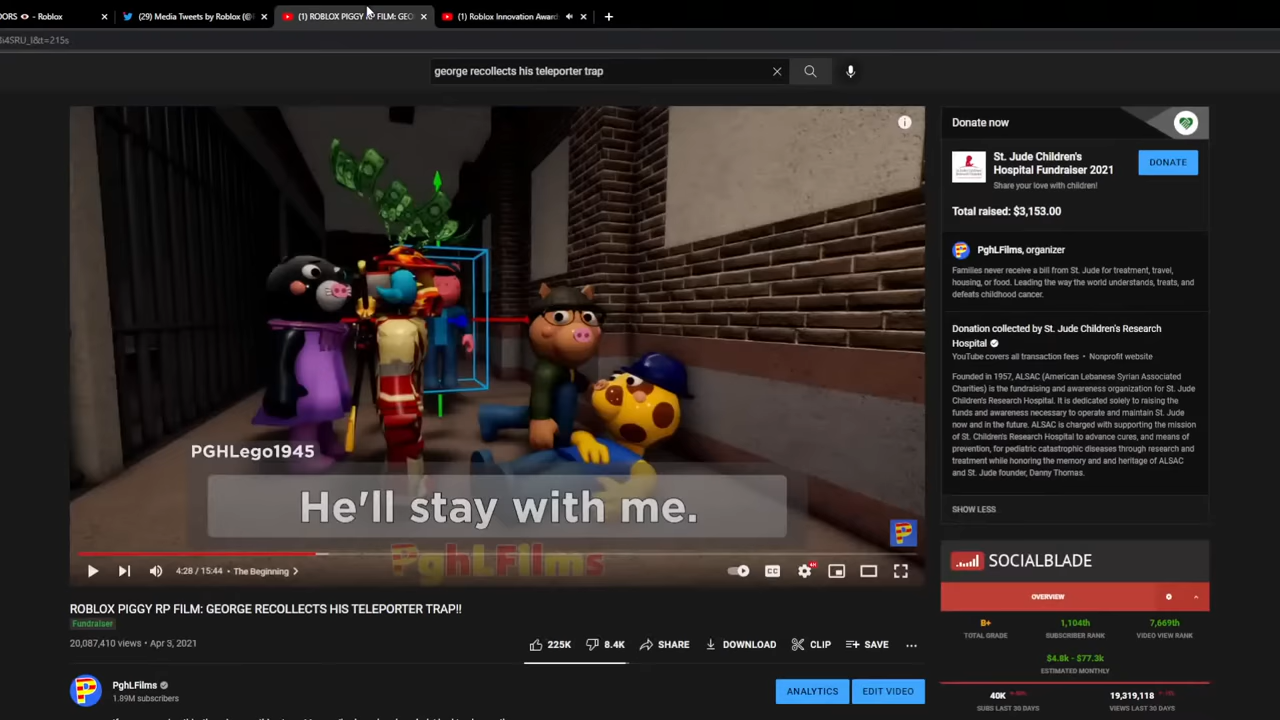 OORS 👁 - Roblox
(29) Media Tweets by Roblox (@
(1) ROBLOX PIGGY RP FILM: GEO
(1) Roblox Innovation Award
i4SRU_I&t=215s
george recollects his teleporter trap
Donate now
St. Jude Children's
Hospital Fundraiser 2021
Share your love with children!
DONATE
Total raised: $3,153.00
PghLFilms, organizer
Families never receive a bill from St. Jude for treatment, travel,
housing, or food. Leading the way the world understands, treats, and
defeats childhood cancer.
Donation collected by St. Jude Children's Research
Hospital
YouTube covers all transaction fees • Nonprofit website
Founded in 1957, ALSAC (American Lebanese Syrian Associated
Charities) is the fundraising and awareness organization for St. Jude
Children's Research Hospital. It is dedicated solely to raising the
funds and awareness necessary to operate and maintain St. Jude
now and in the future. ALSAC is charged with supporting the mission
of St. Children's Research Hospital to advance cures, and means of
prevention, for pediatric catastrophic diseases through research and
treatment while honoring the memory and and heritage of ALSAC
and St. Jude founder, Danny Thomas.
SHOW LESS
PGHLego1945
He'll stay with me.
PghLFilms
4:28 / 15:44 • The Beginning
CC
ROBLOX PIGGY RP FILM: GEORGE RECOLLECTS HIS TELEPORTER TRAP!!
Fundraiser
20,087,410 views • Apr 3, 2021
225K
8.4K
SHARE
DOWNLOAD
CLIP
SAVE
PghLFilms
1.89M subscribers
ANALYTICS
EDIT VIDEO
SOCIALBLADE
OVERVIEW
B+
1,104th
7,669th
TOTAL GRADE
SUBSCRIBER RANK
VIDEO VIEW RANK
$4.8k - $77.3k
ESTIMATED MONTHLY
40K
19,319,118
SUBS LAST 30 DAYS
VIEWS LAST 30 DAYS